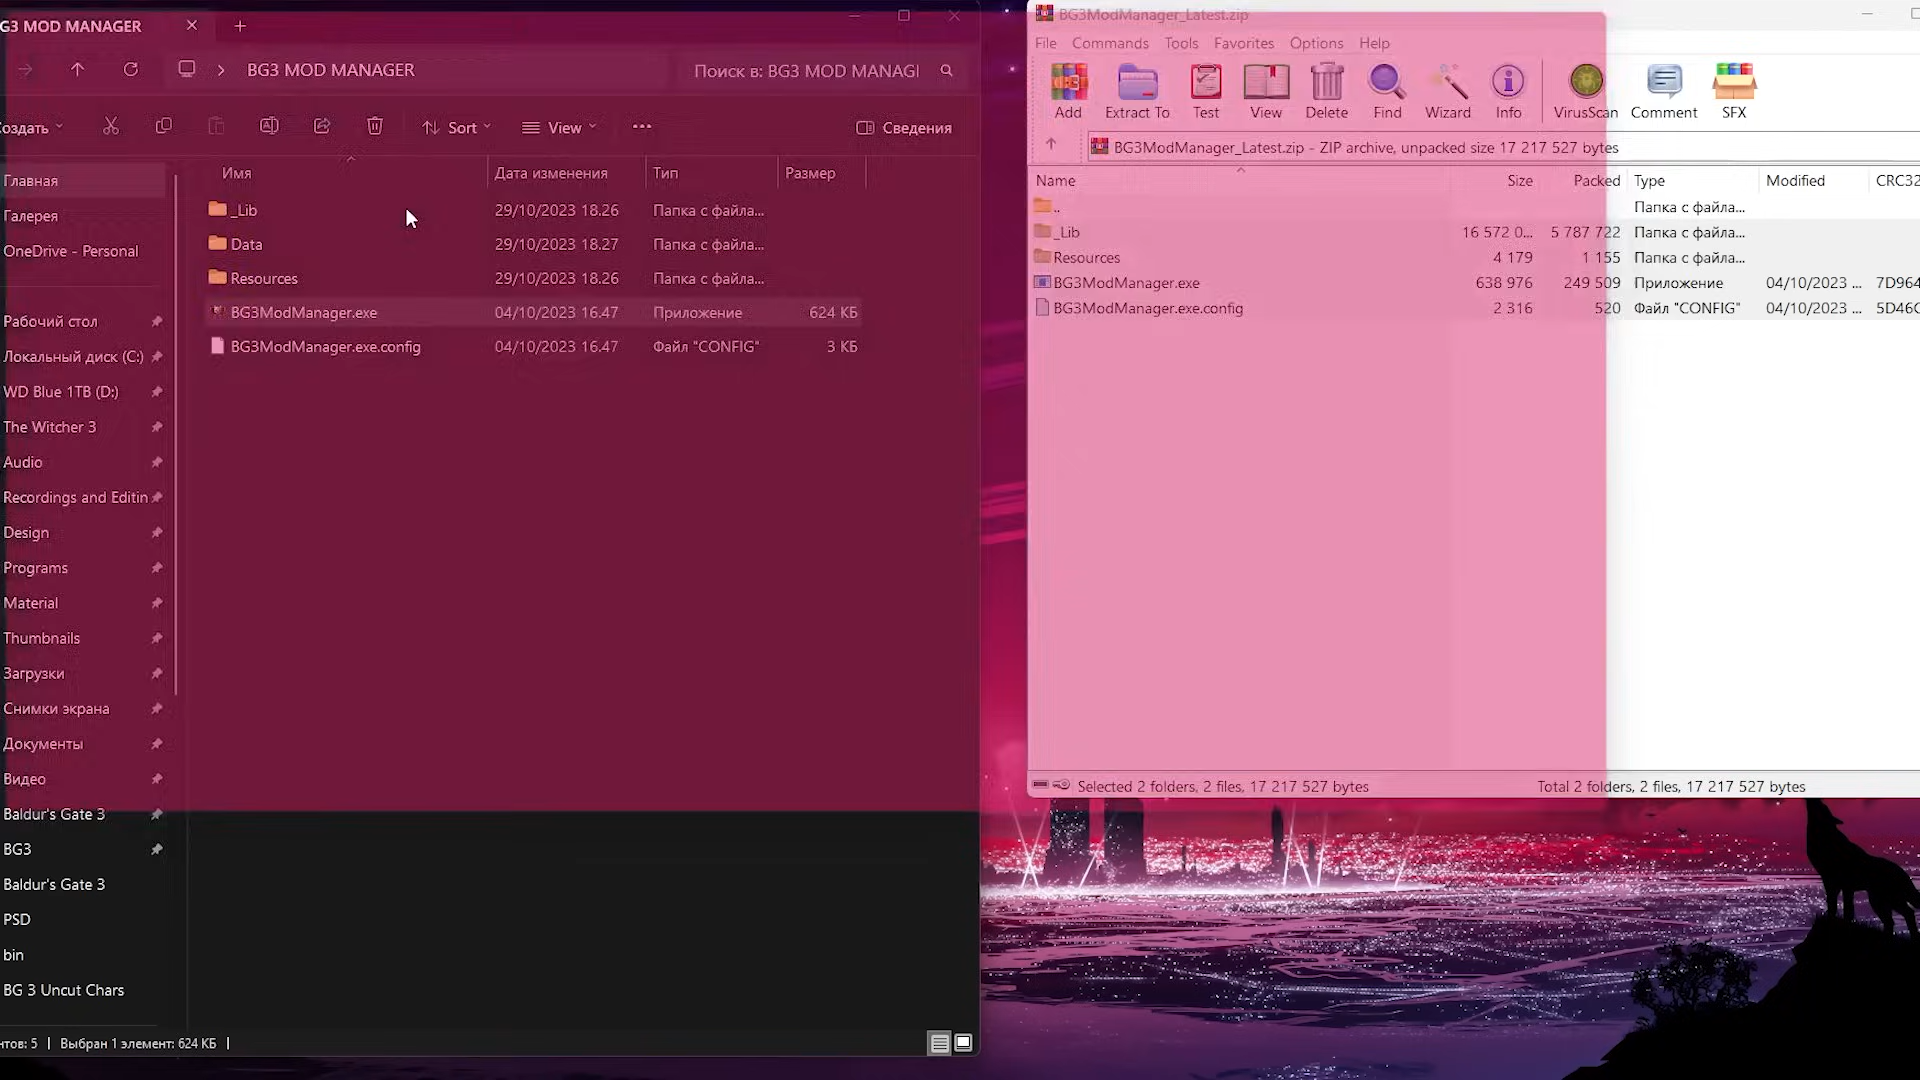 G3 MOD MANAGER
BG3 MOD MANAGER
Поиск в: BG3 MOD MANAGI
оздать
Sort
View
Сведения
Имя
Дата изменения
Тип
Размер
_Lib
29/10/2023 18.26
Папка с файла...
Data
29/10/2023 18.27
Папка с файла...
Resources
29/10/2023 18.26
Папка с файла...
BG3ModManager.exe
04/10/2023 16.47
Приложение
624 КБ
BG3ModManager.exe.config
04/10/2023 16.47
Файл "CONFIG"
3 КБ
Главная
Галерея
OneDrive - Personal
Рабочий стол
Локальный диск (C:)
WD Blue 1TB (D:)
The Witcher 3
Audio
Recordings and Editin
Design
Programs
Material
Thumbnails
Загрузки
Снимки экрана
Документы
Видео
Baldur's Gate 3
BG3
Baldur's Gate 3
PSD
bin
BG 3 Uncut Chars
нтов: 5
Выбран 1 элемент: 624 КБ
BG3ModManager_Latest.zip
File Commands Tools Favorites Options Help
Add Extract To Test View Delete Find Wizard Info VirusScan Comment SFX
BG3ModManager_Latest.zip - ZIP archive, unpacked size 17 217 527 bytes
Name Size Packed Type Modified CRC32
.. Папка с файла...
_Lib 16 572 0... 5 787 722 Папка с файла...
Resources 4 179 1 155 Папка с файла...
BG3ModManager.exe 638 976 249 509 Приложение 04/10/2023 ... 7D964
BG3ModManager.exe.config 2 316 520 Файл "CONFIG" 04/10/2023 ... 5D46C
Selected 2 folders, 2 files, 17 217 527 bytes
Total 2 folders, 2 files, 17 217 527 bytes